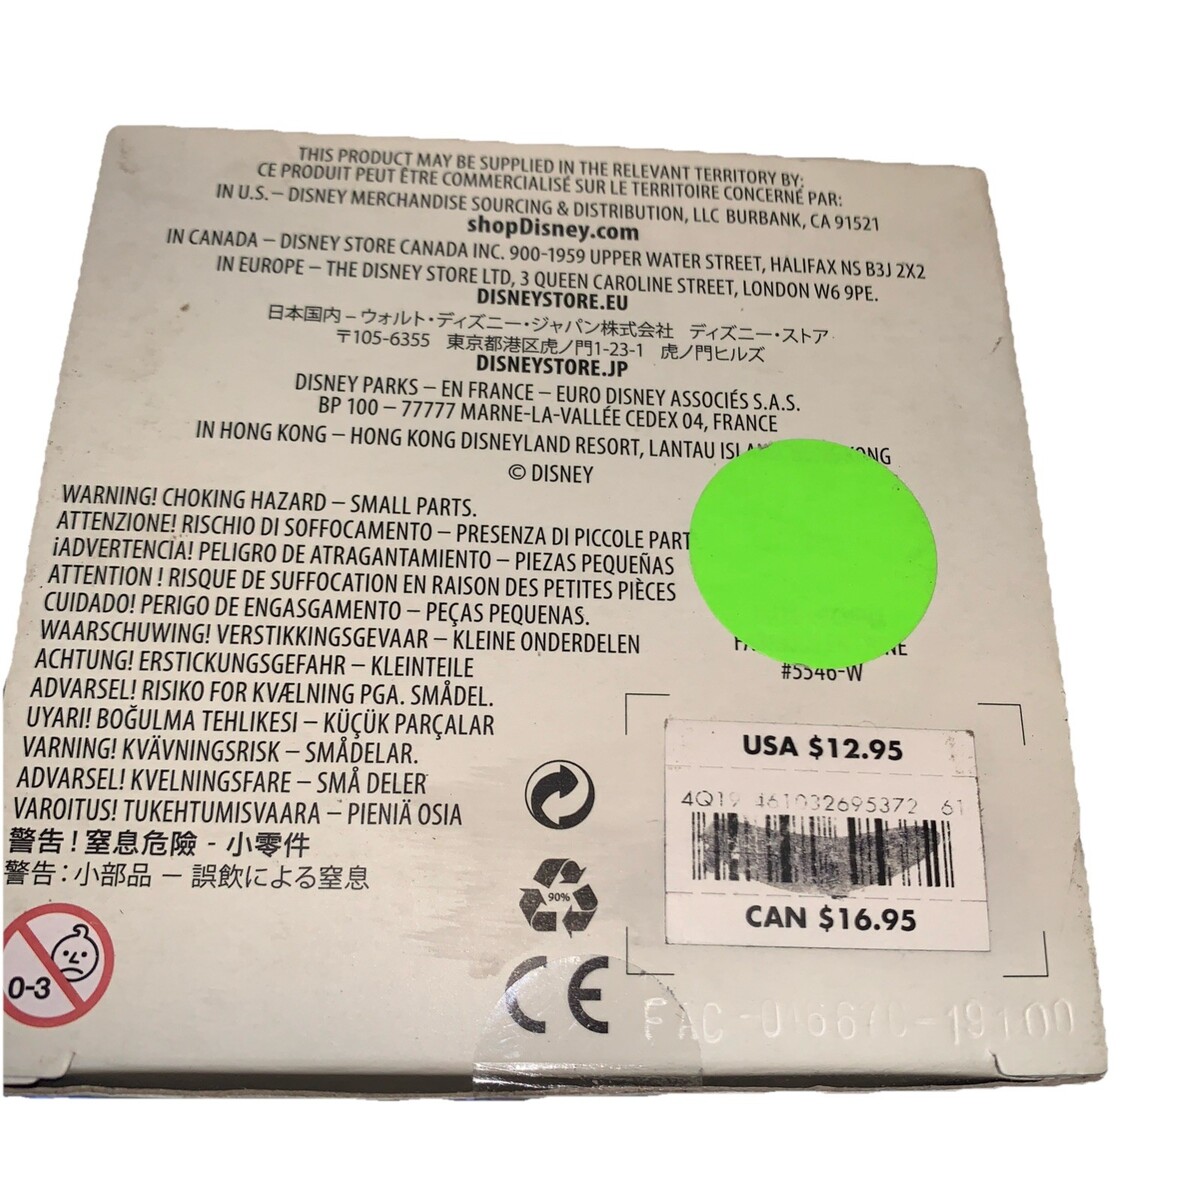 THIS PRODUCT MAY BE SUPPLIED IN THE RELEVANT TERRITORY BY:
CE PRODUIT PEUT ÊTRE COMMERCIALISÉ SUR LE TERRITOIRE CONCERNÉ PAR:
IN U.S. – DISNEY MERCHANDISE SOURCING & DISTRIBUTION, LLC BURBANK, CA 91521
shopDisney.com
IN CANADA – DISNEY STORE CANADA INC. 900-1959 UPPER WATER STREET, HALIFAX NS B3J 2X2
IN EUROPE – THE DISNEY STORE LTD, 3 QUEEN CAROLINE STREET, LONDON W6 9PE.
DISNEYSTORE.EU
日本国内 – ウォルト・ディズニー・ジャパン株式会社 ディズニー・ストア
〒105-6355 東京都港区虎ノ門1-23-1 虎ノ門ヒルズ
DISNEYSTORE.JP
DISNEY PARKS – EN FRANCE – EURO DISNEY ASSOCIÉS S.A.S.
BP 100 – 77777 MARNE-LA-VALLÉE CEDEX 04, FRANCE
IN HONG KONG – HONG KONG DISNEYLAND RESORT, LANTAU
© DISNEY
WARNING! CHOKING HAZARD – SMALL PARTS.
ATTENZIONE! RISCHIO DI SOFFOCAMENTO – PRESENZA DI PICCOLE PART
¡ADVERTENCIA! PELIGRO DE ATRAGANTAMIENTO – PIEZAS PEQUEÑAS
ATTENTION ! RISQUE DE SUFFOCATION EN RAISON DES PETITES PIÈCES
CUIDADO! PERIGO DE ENGASGAMENTO – PEÇAS PEQUENAS.
WAARSCHUWING! VERSTIKKINGSGEVAAR – KLEINE ONDERDELEN
ACHTUNG! ERSTICKUNGSGEFAHR – KLEINTEILE
ADVARSEL! RISIKO FOR KVÆLNING PGA. SMÅDEL.
UYARI! BOĞULMA TEHLIKESI – KÜÇÜK PARÇALAR
VARNING! KVÄVNINGSRISK – SMÅDELAR.
ADVARSEL! KVELNINGSFARE – SMÅ DELER
VAROITUS! TUKEHTUMISVAARA – PIENIÄ OSIA
警告！窒息危險 - 小零件
警告：小部品 – 誤飲による窒息
#5546-W
USA $12.95
4Q19 461032695372 61
CAN $16.95
90%
0-3
CE
FAC